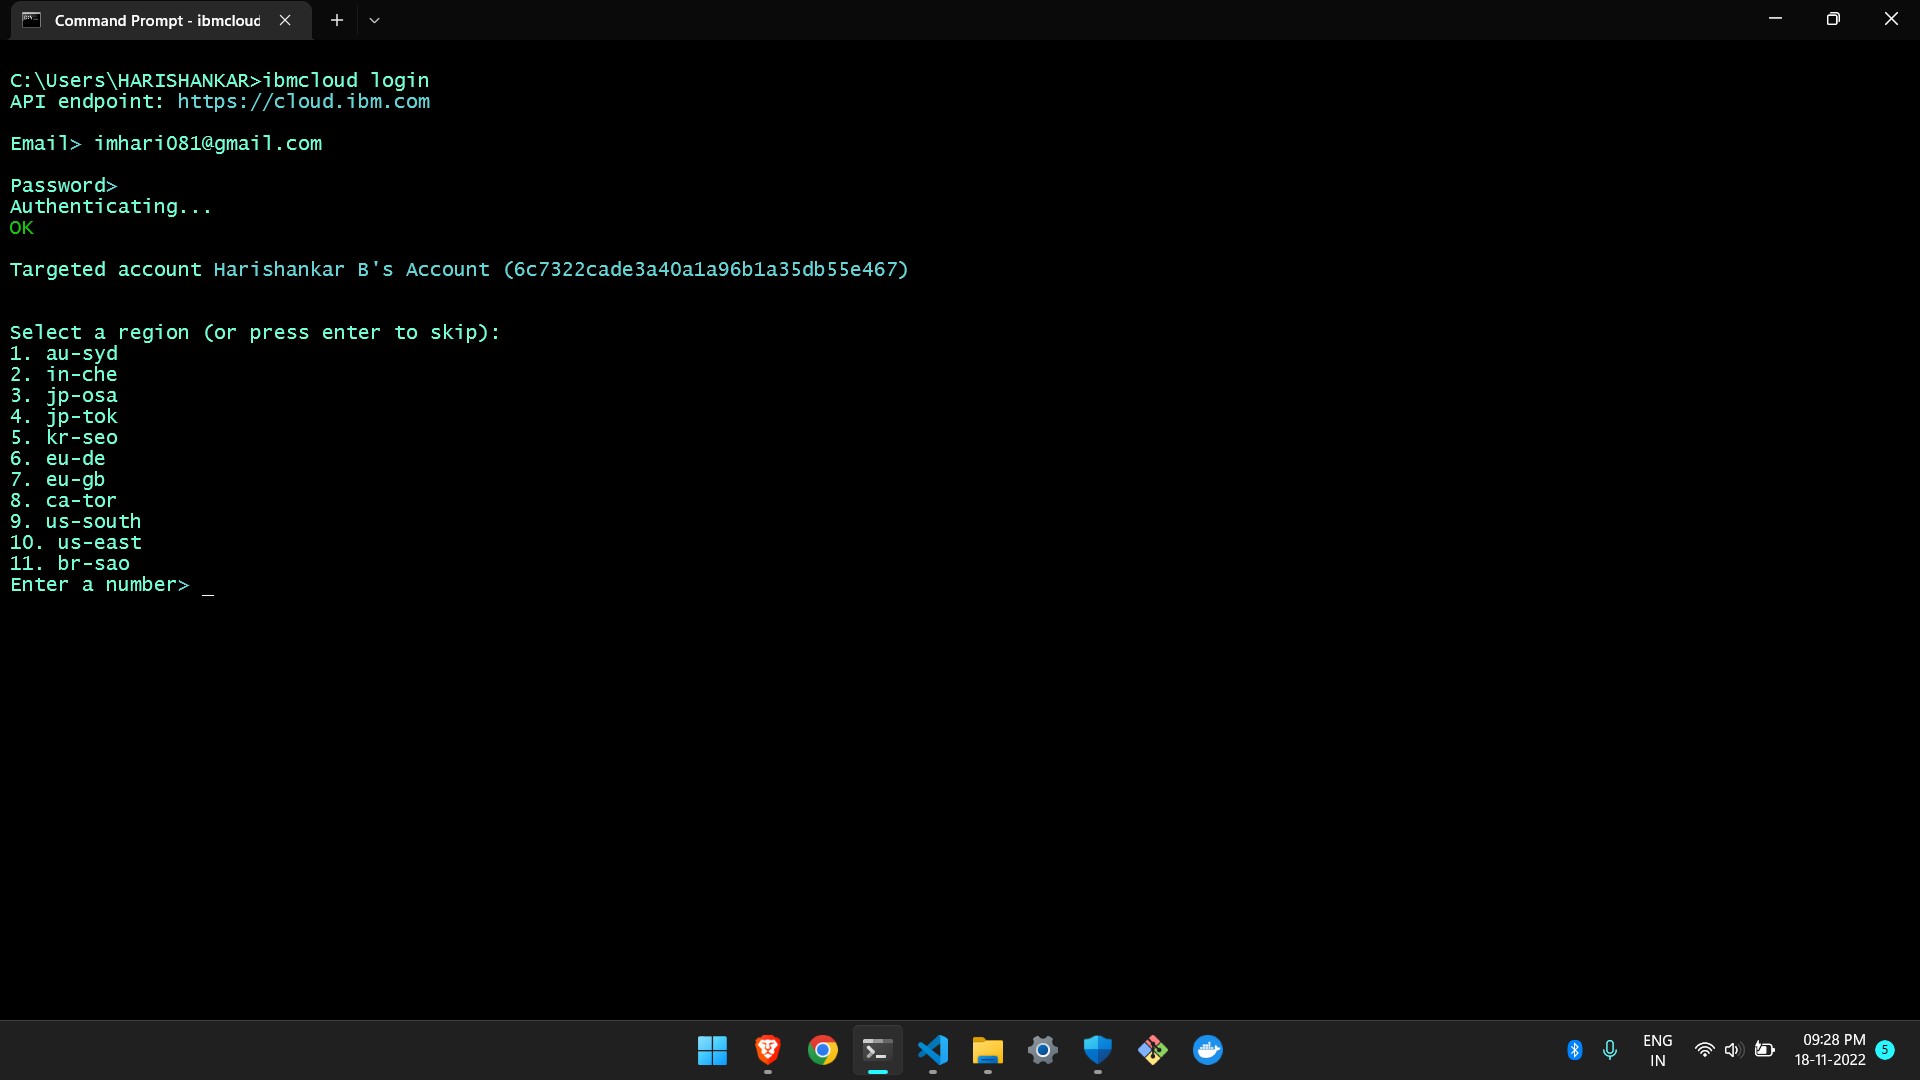 Command Prompt - ibmcloud
C:\Users\HARISHANKAR>ibmcloud login
API endpoint: https://cloud.ibm.com
Email> imhari081@gmail.com
Password>
Authenticating...
OK
Targeted account Harishankar B's Account (6c7322cade3a40a1a96b1a35db55e467)
Select a region (or press enter to skip):
1. au-syd
2. in-che
3. jp-osa
4. jp-tok
5. kr-seo
6. eu-de
7. eu-gb
8. ca-tor
9. us-south
10. us-east
11. br-sao
Enter a number> _
ENG
IN
09:28 PM
18-11-2022
5